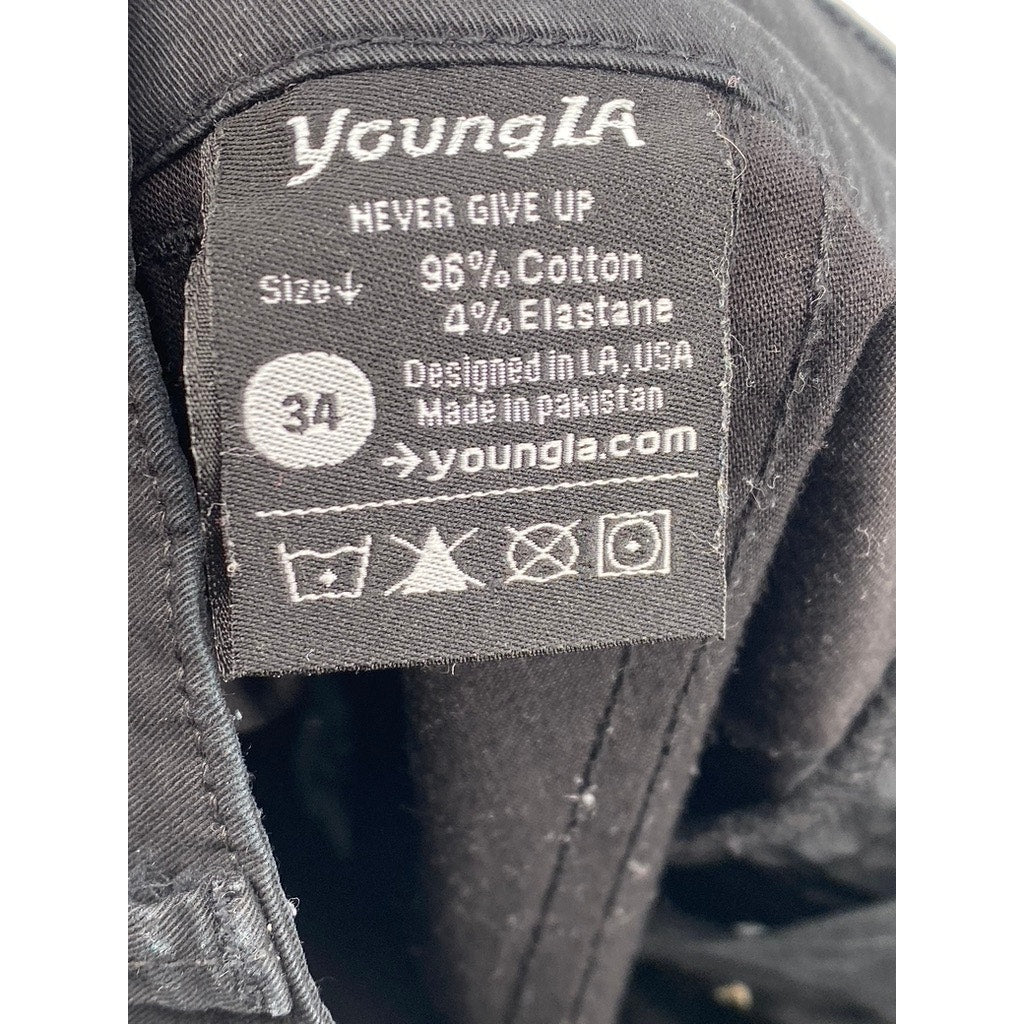 YoungLA
NEVER GIVE UP
Size↓
96% Cotton
4% Elastane
34
Designed in LA, USA
Made in pakistan
→youngla.com